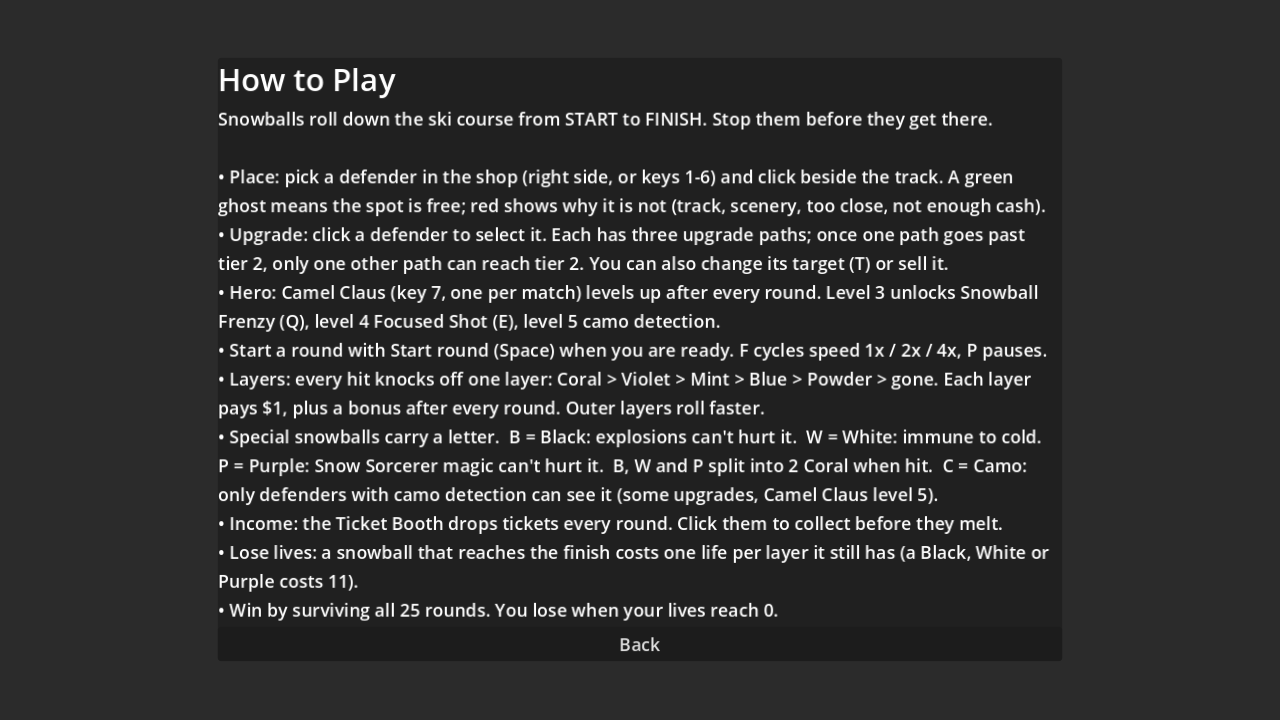 How to Play
Snowballs roll down the ski course from START to FINISH. Stop them before they get there.
• Place: pick a defender in the shop (right side, or keys 1-6) and click beside the track. A green
ghost means the spot is free; red shows why it is not (track, scenery, too close, not enough cash).
• Upgrade: click a defender to select it. Each has three upgrade paths; once one path goes past
tier 2, only one other path can reach tier 2. You can also change its target (T) or sell it.
• Hero: Camel Claus (key 7, one per match) levels up after every round. Level 3 unlocks Snowball
Frenzy (Q), level 4 Focused Shot (E), level 5 camo detection.
• Start a round with Start round (Space) when you are ready. F cycles speed 1x / 2x / 4x, P pauses.
• Layers: every hit knocks off one layer: Coral > Violet > Mint > Blue > Powder > gone. Each layer
pays $1, plus a bonus after every round. Outer layers roll faster.
• Special snowballs carry a letter.  B = Black: explosions can't hurt it.  W = White: immune to cold.
P = Purple: Snow Sorcerer magic can't hurt it.  B, W and P split into 2 Coral when hit.  C = Camo:
only defenders with camo detection can see it (some upgrades, Camel Claus level 5).
• Income: the Ticket Booth drops tickets every round. Click them to collect before they melt.
• Lose lives: a snowball that reaches the finish costs one life per layer it still has (a Black, White or
Purple costs 11).
• Win by surviving all 25 rounds. You lose when your lives reach 0.
Back